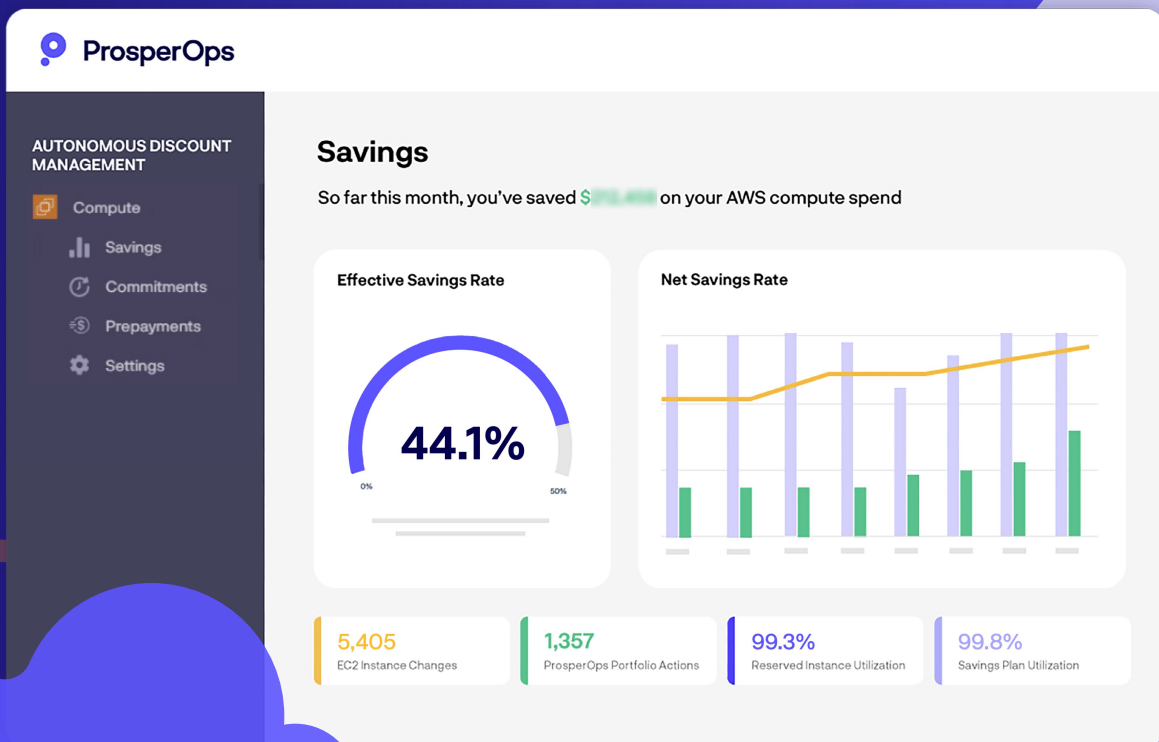 ProsperOps
AUTONOMOUS DISCOUNT
MANAGEMENT
Compute
Savings
Commitments
Prepayments
Settings
Savings
So far this month, you've saved $ on your AWS compute spend
Effective Savings Rate
44.1%
0%
50%
Net Savings Rate
5,405
EC2 Instance Changes
1,357
ProsperOps Portfolio Actions
99.3%
Reserved Instance Utilization
99.8%
Savings Plan Utilization